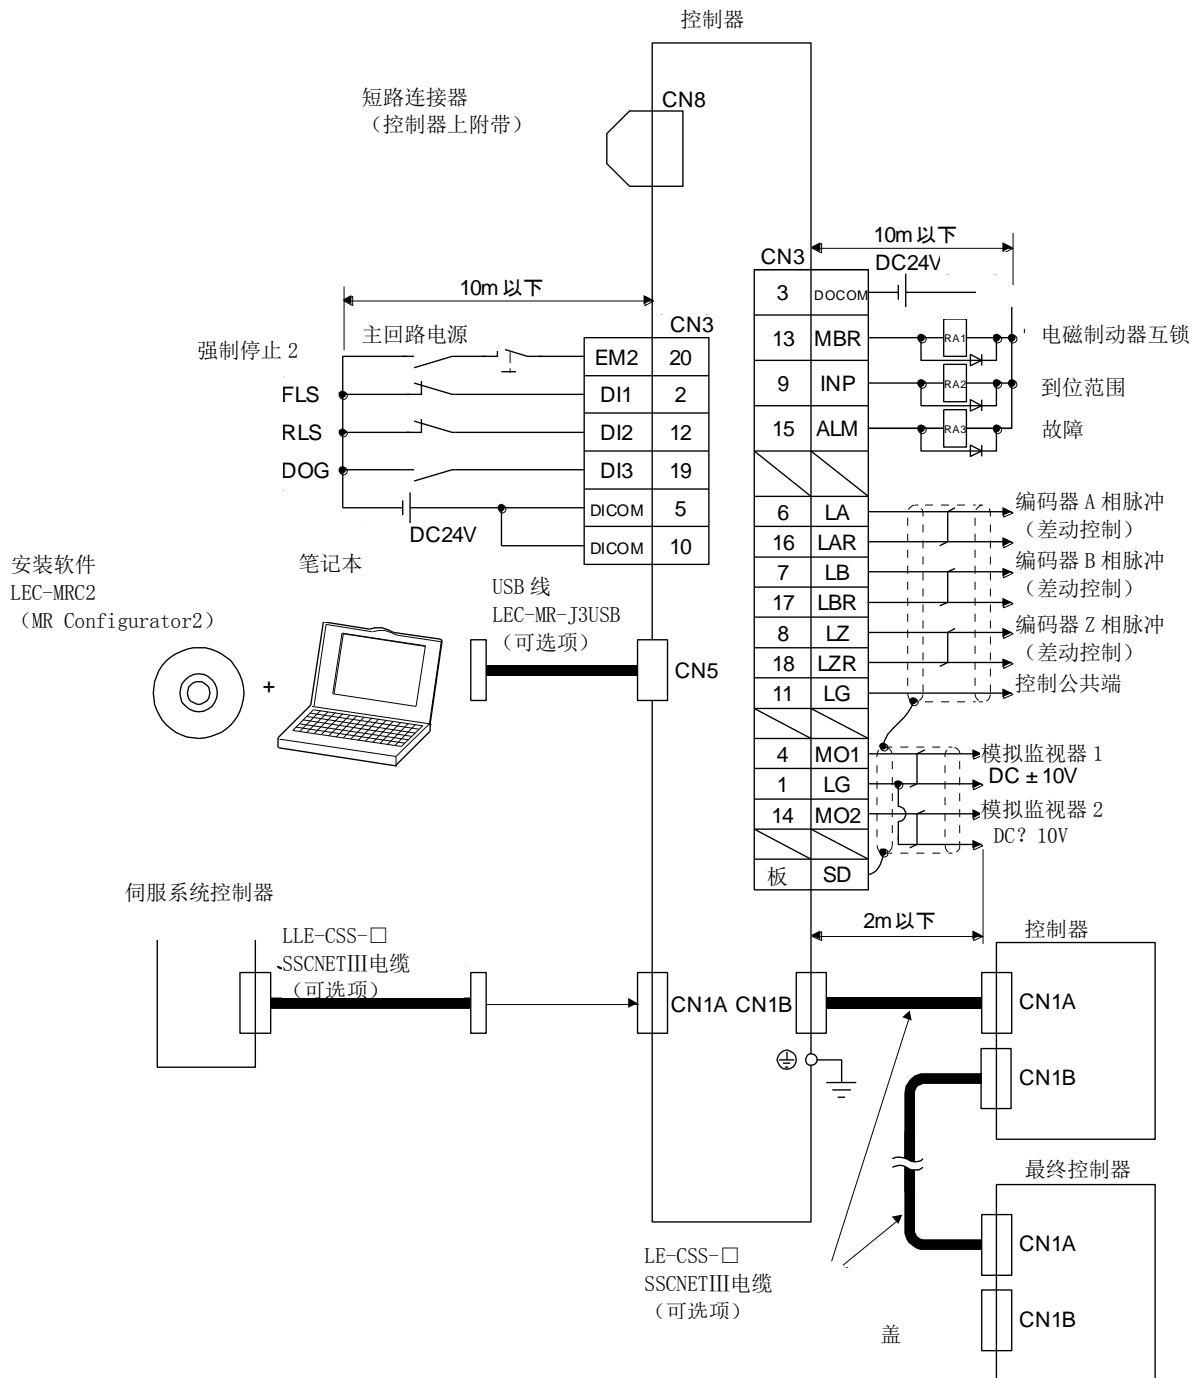 控制器
短路连接器
（控制器上附带）
CN8
10m 以下
CN3
DC24V
3 DOCOM
13 MBR RA1 电磁制动器互锁
9 INP RA2 到位范围
15 ALM RA3 故障
10m 以下
CN3
强制停止 2 主回路电源 EM2 20
FLS DI1 2
RLS DI2 12
DOG DI3 19
DICOM 5
DC24V
DICOM 10
6 LA 编码器 A 相脉冲
16 LAR （差动控制）
7 LB 编码器 B 相脉冲
17 LBR （差动控制）
8 LZ 编码器 Z 相脉冲
18 LZR （差动控制）
11 LG 控制公共端
4 MO1 模拟监视器 1
1 LG DC ± 10V
14 MO2 模拟监视器 2
DC? 10V
板 SD
安装软件
LEC-MRC2
（MR Configurator2）
+
笔记本
USB 线
LEC-MR-J3USB
（可选项）
CN5
伺服系统控制器
LLE-CSS-□
SSCNETⅢ电缆
（可选项）
CN1A CN1B
2m 以下
控制器
CN1A
CN1B
最终控制器
CN1A
CN1B
LE-CSS-□
SSCNETⅢ电缆
（可选项）
盖